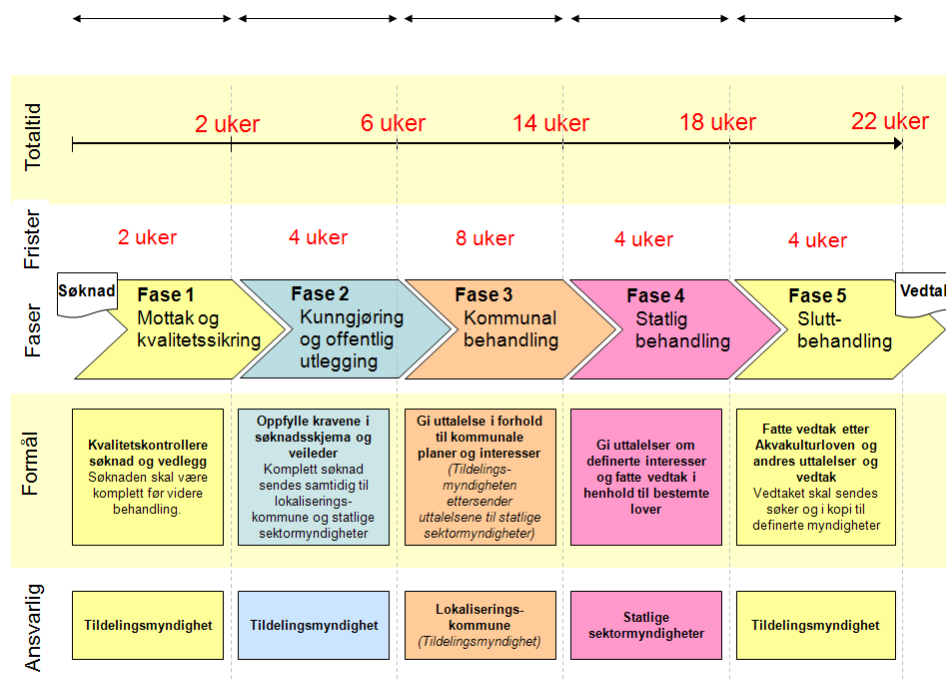 Totaltid
2 uker
6 uker
14 uker
18 uker
22 uker
Frister
2 uker
4 uker
8 uker
4 uker
4 uker
Faser
Søknad
Fase 1
Mottak og
kvalitetssikring
Fase 2
Kunngjøring
og offentlig
utlegging
Fase 3
Kommunal
behandling
Fase 4
Statlig
behandling
Fase 5
Slutt-
behandling
Vedtak
Formål
Kvalitetskontrollere
søknad og vedlegg
Søknaden skal være
komplett før videre
behandling.
Oppfylle kravene i
søknadsskjema og
veileder
Komplett søknad
sendes samtidig til
lokaliserings-
kommune og statlige
sektormyndigheter
Gi uttalelse i forhold
til kommunale
planer og interesser
(Tildelings-
myndigheten
ettersender
uttalelsene til statlige
sektormyndigheter)
Gi uttalelser om
definerte interesser
og fatte vedtak i
henhold til bestemte
lover
Fatte vedtak etter
Akvakulturloven og
andres uttalelser og
vedtak
Vedtaket skal sendes
søker og i kopi til
definerte myndigheter
Ansvarlig
Tildelingsmyndighet
Tildelingsmyndighet
Lokaliserings-
kommune
(Tildelingsmyndighet)
Statlige
sektormyndigheter
Tildelingsmyndighet